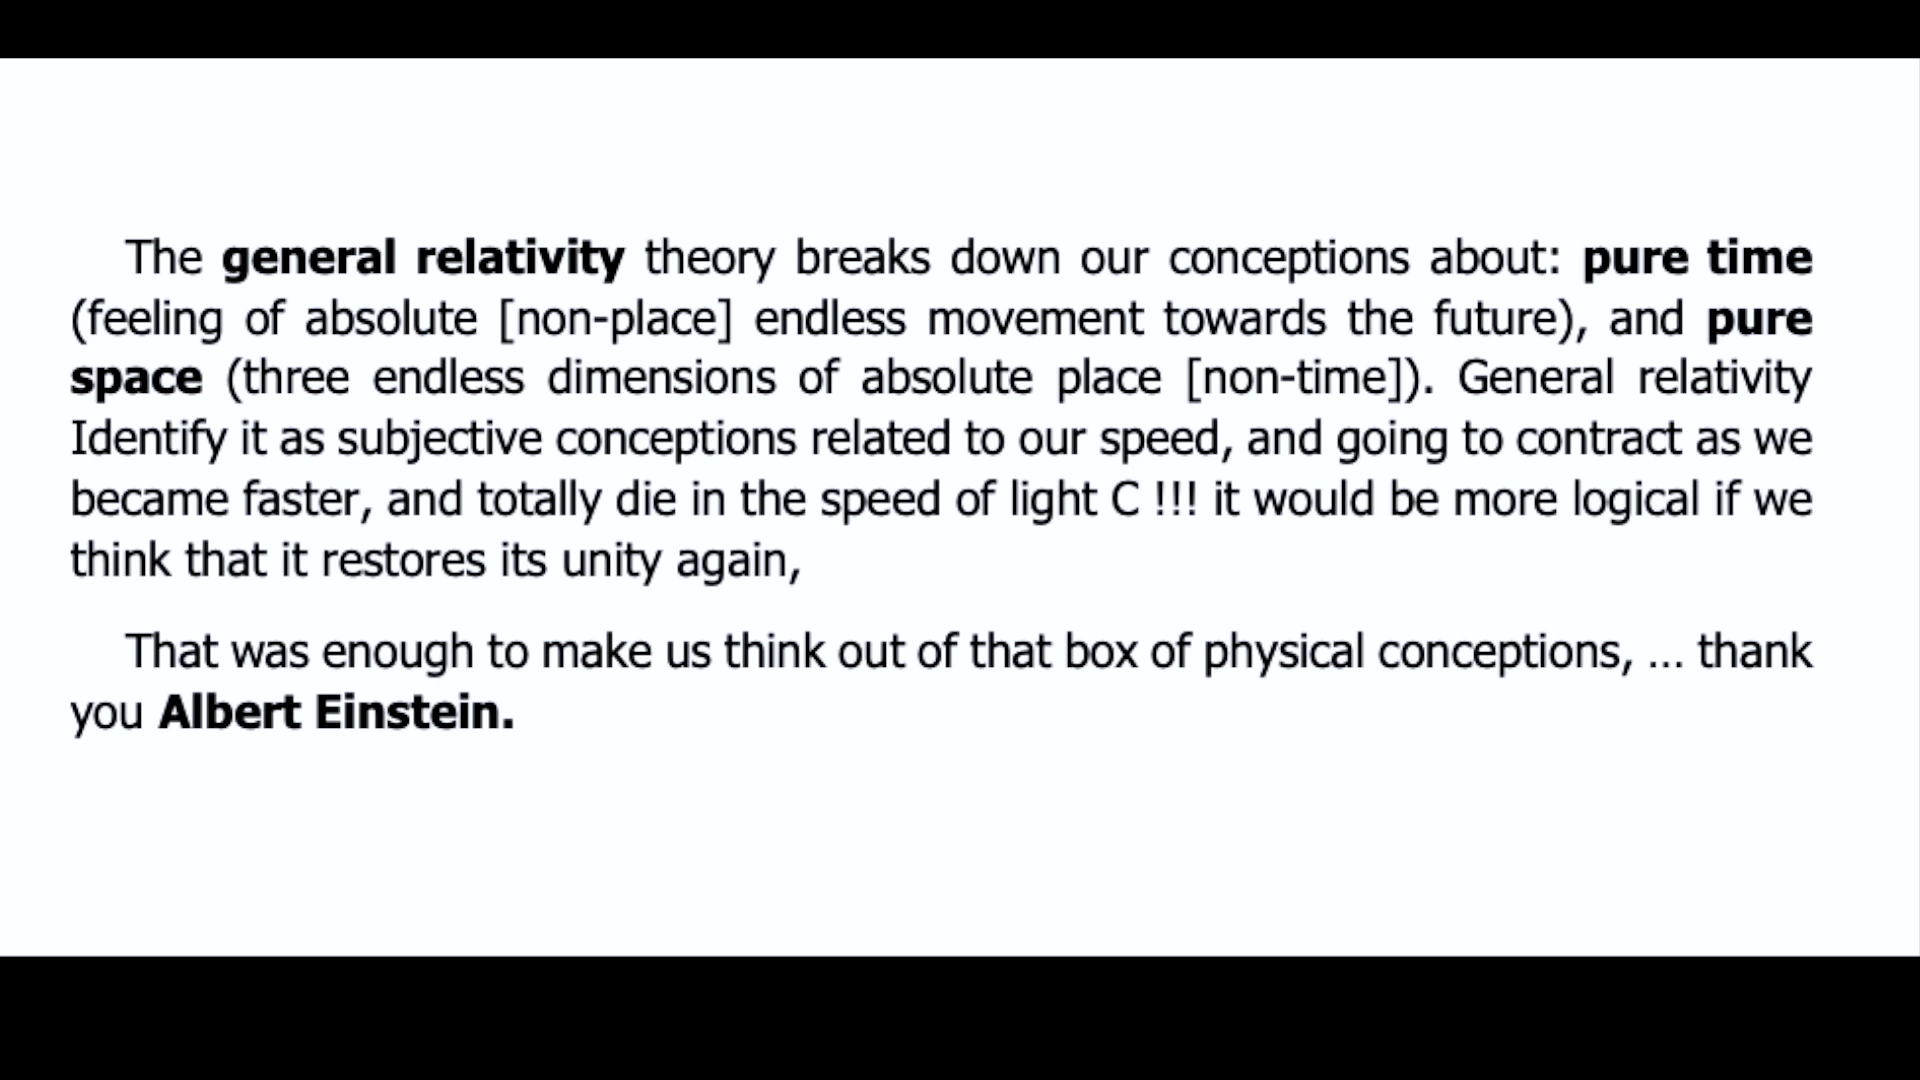 The general relativity theory breaks down our conceptions about: pure time
(feeling of absolute [non-place] endless movement towards the future), and pure
space (three endless dimensions of absolute place [non-time]). General relativity
Identify it as subjective conceptions related to our speed, and going to contract as we
became faster, and totally die in the speed of light C !!! it would be more logical if we
think that it restores its unity again,
That was enough to make us think out of that box of physical conceptions, ... thank
you Albert Einstein.